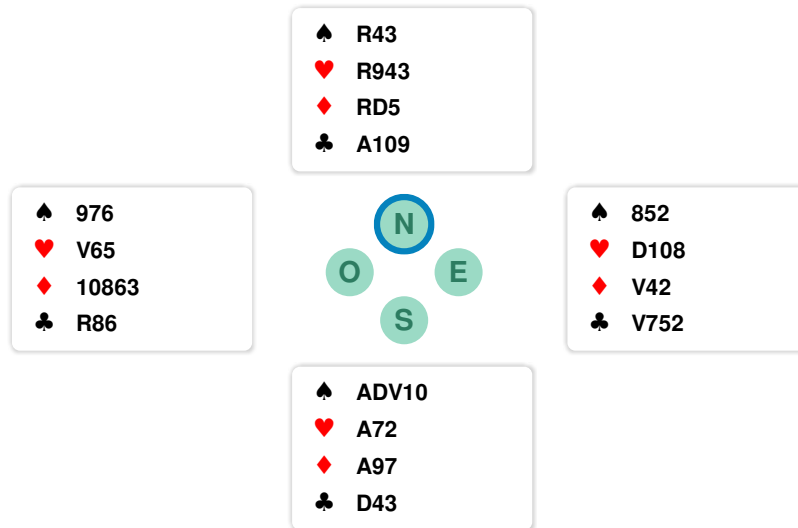 ♠ R43
♥ R943
♦ RD5
♣ A109
♠ 976
♥ V65
♦ 10863
♣ R86
N
O E
S
♠ 852
♥ D108
♦ V42
♣ V752
♠ ADV10
♥ A72
♦ A97
♣ D43